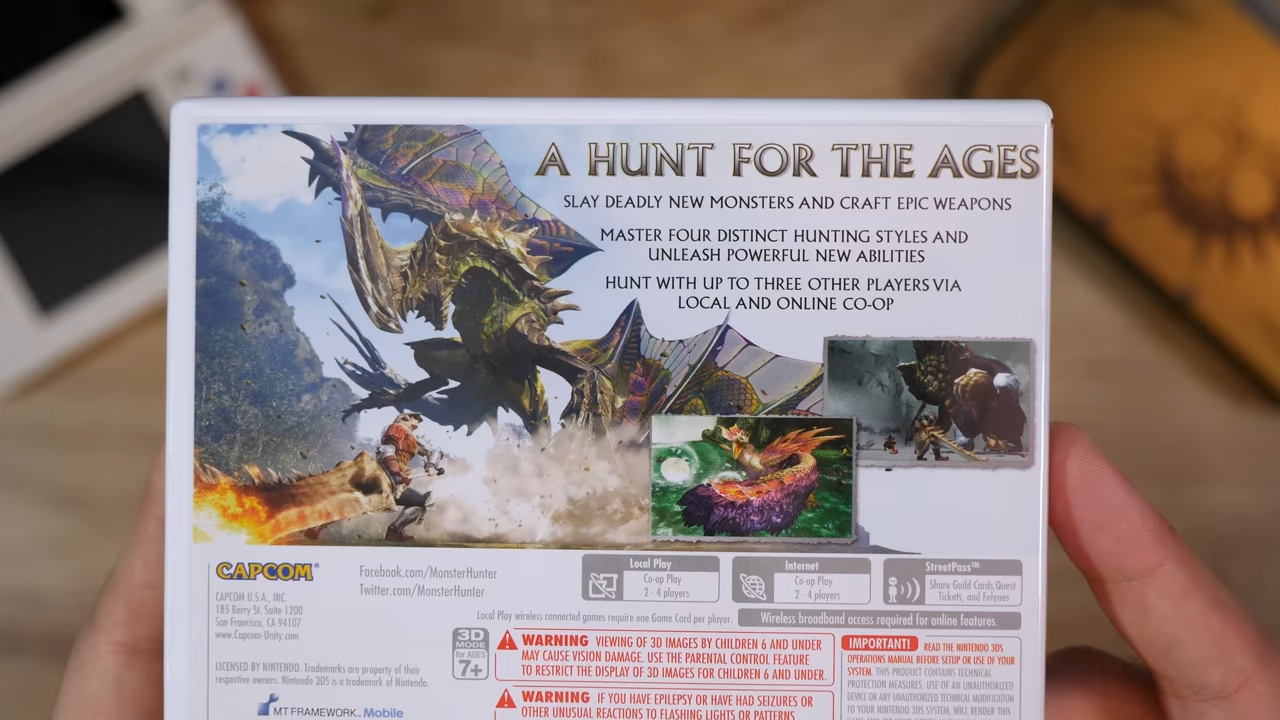 A HUNT FOR THE AGES
SLAY DEADLY NEW MONSTERS AND CRAFT EPIC WEAPONS
MASTER FOUR DISTINCT HUNTING STYLES AND
UNLEASH POWERFUL NEW ABILITIES
HUNT WITH UP TO THREE OTHER PLAYERS VIA
LOCAL AND ONLINE CO-OP
CAPCOM®
CAPCOM U.S.A., INC.
185 Berry St. Suite 1200
San Francisco, CA 94107
www.Capcom-Unity.com
Facebook.com/MonsterHunter
Twitter.com/MonsterHunter
Local Play
Co-op Play
2 - 4 players
Internet
Co-op Play
2 - 4 players
StreetPass™
Share Guild Cards, Quest
Tickets, and Felynes
Local Play wireless connected games require one Game Card per player.
Wireless broadband access required for online features.
LICENSED BY NINTENDO. Trademarks are property of their
respective owners. Nintendo 3DS is a trademark of Nintendo.
MT FRAMEWORK™ Mobile
3D
MODE
for AGES
7+
WARNING VIEWING OF 3D IMAGES BY CHILDREN 6 AND UNDER
MAY CAUSE VISION DAMAGE. USE THE PARENTAL CONTROL FEATURE
TO RESTRICT THE DISPLAY OF 3D IMAGES FOR CHILDREN 6 AND UNDER.
WARNING IF YOU HAVE EPILEPSY OR HAVE HAD SEIZURES OR
OTHER UNUSUAL REACTIONS TO FLASHING LIGHTS OR PATTERNS
IMPORTANT! READ THE NINTENDO 3DS
OPERATIONS MANUAL BEFORE SETUP OR USE OF YOUR
SYSTEM. THIS PRODUCT CONTAINS TECHNICAL
PROTECTION MEASURES. USE OF AN UNAUTHORIZED
DEVICE OR ANY UNAUTHORIZED TECHNICAL MODIFICATION
TO YOUR NINTENDO 3DS SYSTEM, WILL RENDER THIS